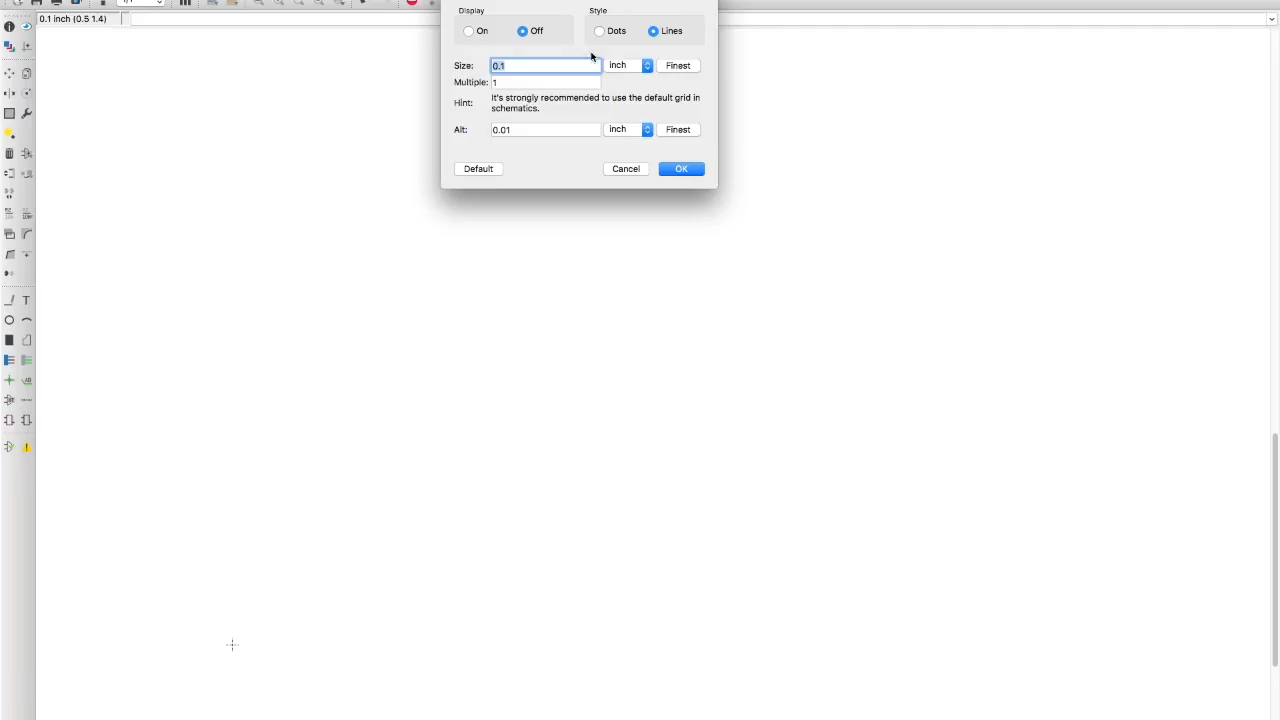 0.1 inch (0.5 1.4)
Display
Style
On
Off
Dots
Lines
Size:
0.1
inch
Finest
Multiple:
1
Hint:
It's strongly recommended to use the default grid in
schematics.
Alt:
0.01
inch
Finest
Default
Cancel
OK
T